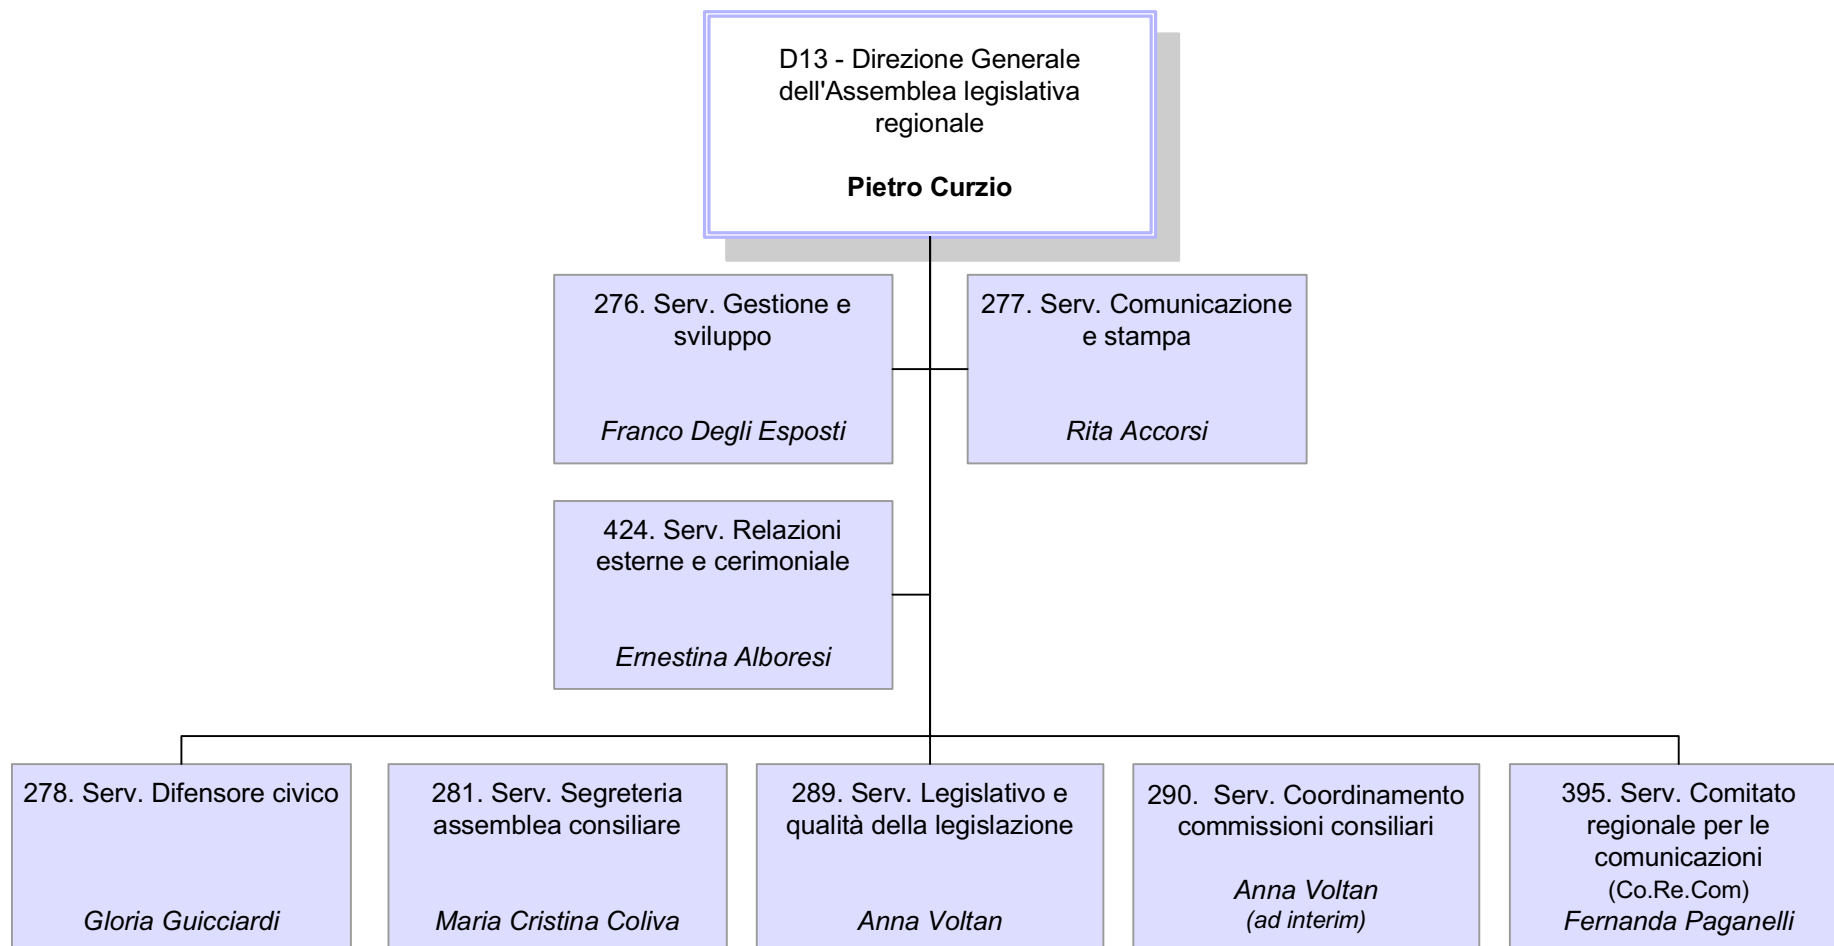 D13 - Direzione Generale
dell'Assemblea legislativa
regionale
Pietro Curzio
276. Serv. Gestione e
sviluppo
Franco Degli Esposti
277. Serv. Comunicazione
e stampa
Rita Accorsi
424. Serv. Relazioni
esterne e cerimoniale
Ernestina Alboresi
278. Serv. Difensore civico
Gloria Guicciardi
281. Serv. Segreteria
assemblea consiliare
Maria Cristina Coliva
289. Serv. Legislativo e
qualità della legislazione
Anna Voltan
290. Serv. Coordinamento
commissioni consiliari
Anna Voltan
(ad interim)
395. Serv. Comitato
regionale per le
comunicazioni
(Co.Re.Com)
Fernanda Paganelli